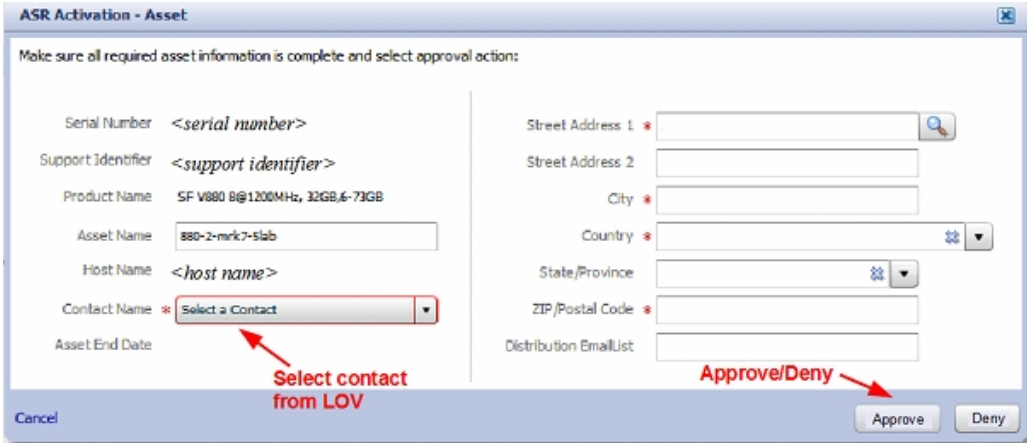 ASR Activation - Asset
Make sure all required asset information is complete and select approval action:
Serial Number <serial number>
Support Identifier <support identifier>
Product Name SF V880 8@1200MHz, 32GB,6-73GB
Asset Name 880-2-mrk7-5lab
Host Name <host name>
Contact Name * Select a Contact
Asset End Date
Select contact
from LOV
Street Address 1 *
Street Address 2
City *
Country *
State/Province
ZIP/Postal Code *
Distribution EmailList
Approve/Deny
Cancel
Approve
Deny